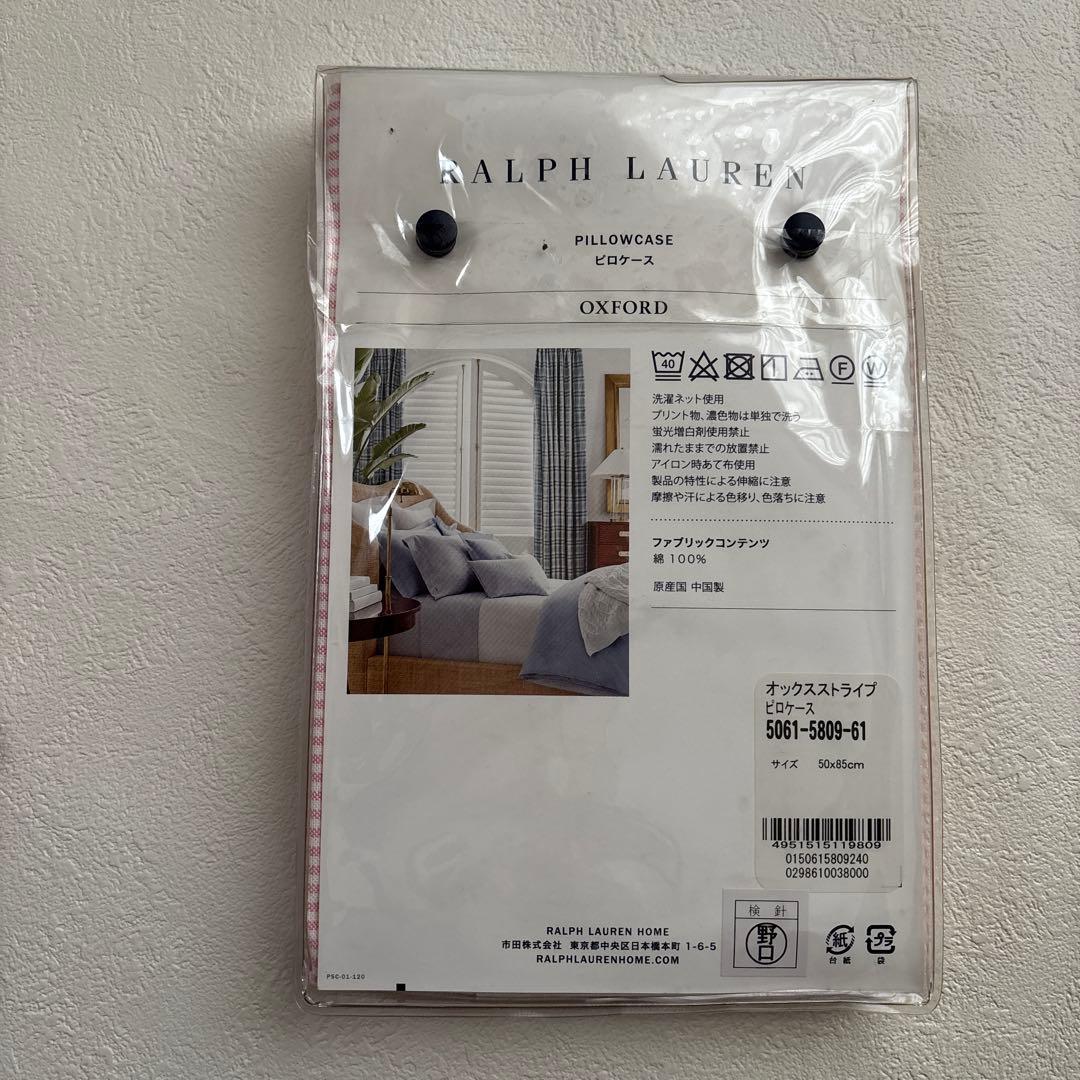 RALPH LAUREN
PILLOWCASE
ピロケース
OXFORD
40 F W
洗濯ネット使用
プリント物、濃色物は単独で洗う
蛍光増白剤使用禁止
濡れたままでの放置禁止
アイロン時あて布使用
製品の特性による伸縮に注意
摩擦や汗による色移り、色落ちに注意
ファブリックコンテンツ
綿 100%
原産国 中国製
オックスストライプ
ピロケース
5061-5809-61
サイズ 50x85cm
4951515119809
0150615809240
0298610038000
検 針
野口
紙
台紙
プラ
袋
RALPH LAUREN HOME
市田株式会社 東京都中央区日本橋本町 1-6-5
RALPHLAURENHOME.COM
PSC-01-120